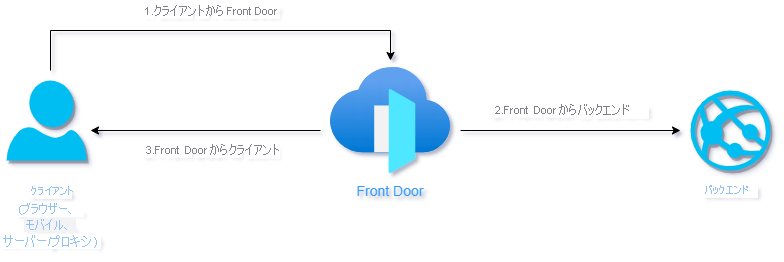 1.クライアントから Front Door
2.Front Door からバックエンド
3.Front Door からクライアント
Front Door
クライアント
(ブラウザー、
モバイル、
サーバー/プロキシ)
バックエンド